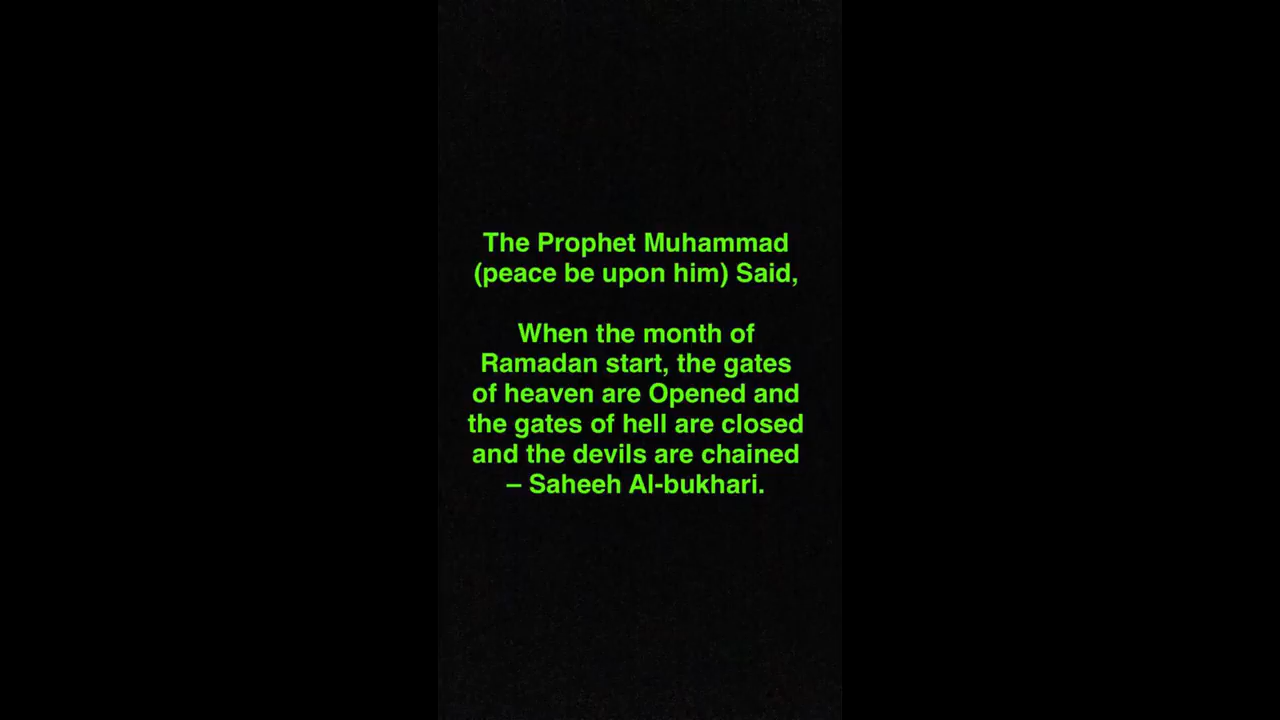 The Prophet Muhammad
(peace be upon him) Said,
When the month of
Ramadan start, the gates
of heaven are Opened and
the gates of hell are closed
and the devils are chained
– Saheeh Al-bukhari.